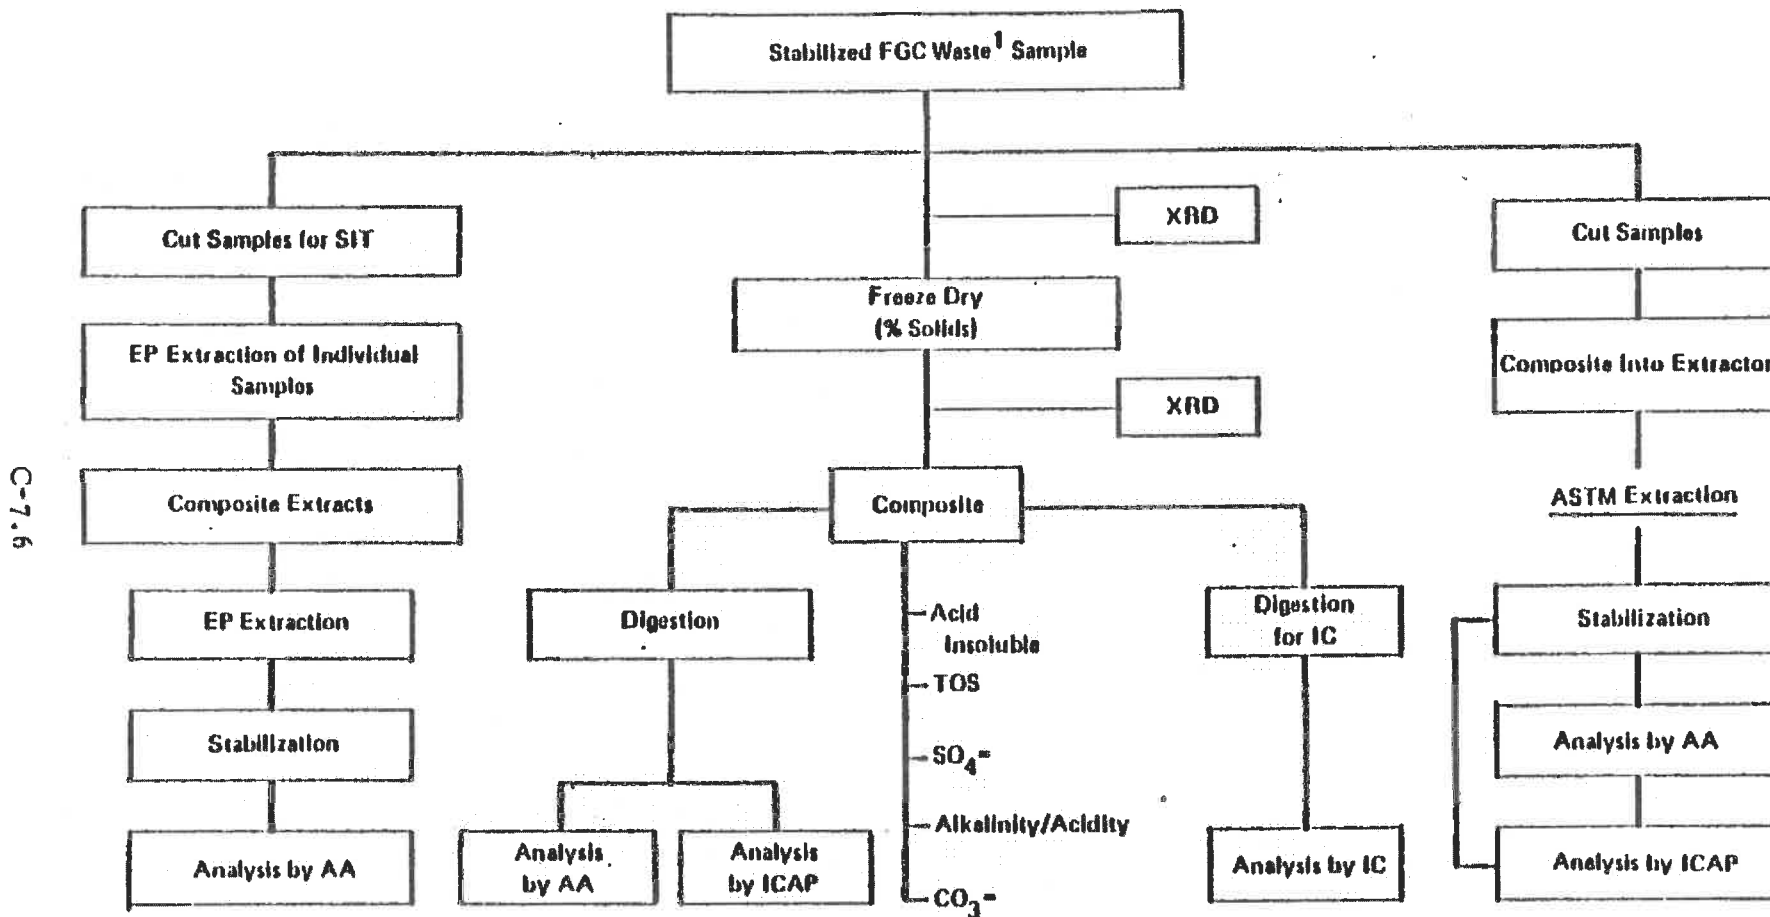 Stabilized FGC Waste¹ Sample
Cut Samples for SIT
EP Extraction of Individual
Samples
Composite Extracts
EP Extraction
Stabilization
Analysis by AA
XRD
Freeze Dry
(% Solids)
XRD
Composite
Digestion
Analysis
by AA
Analysis
by ICAP
Acid
Insoluble
TOS
SO₄=
Alkalinity/Acidity
CO₃=
Digestion
for IC
Analysis by IC
Cut Samples
Composite Into Extractor
ASTM Extraction
Stabilization
Analysis by AA
Analysis by ICAP
C-7.6